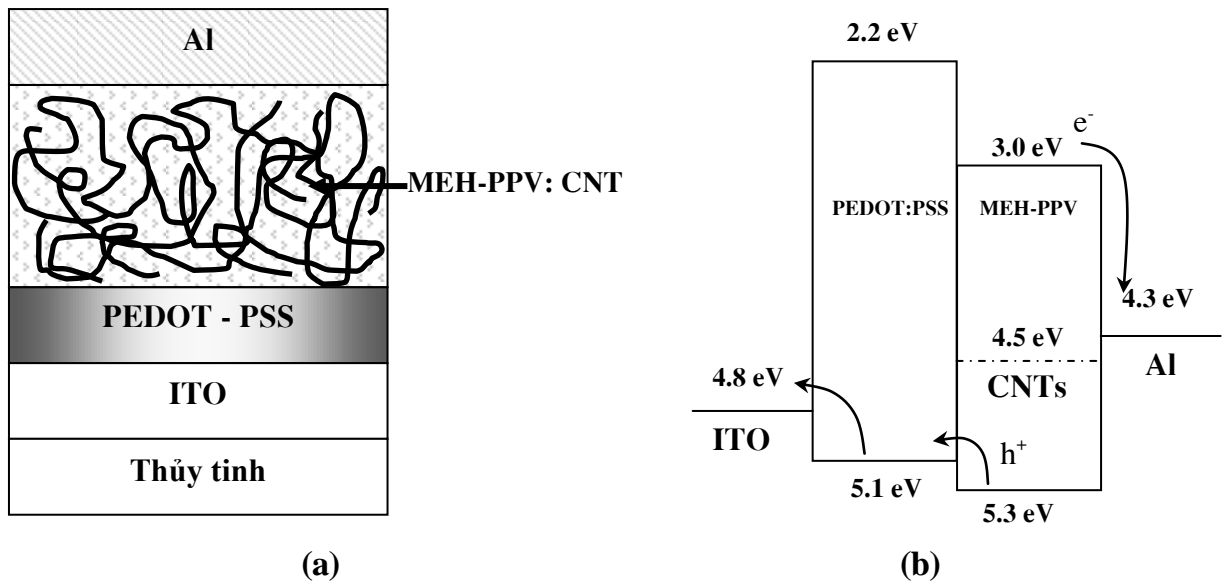 Al
MEH-PPV: CNT
PEDOT - PSS
ITO
Thủy tinh
(a)
2.2 eV
e-
3.0 eV
PEDOT:PSS
MEH-PPV
4.3 eV
4.5 eV
Al
4.8 eV
CNTs
ITO
h+
5.1 eV
5.3 eV
(b)